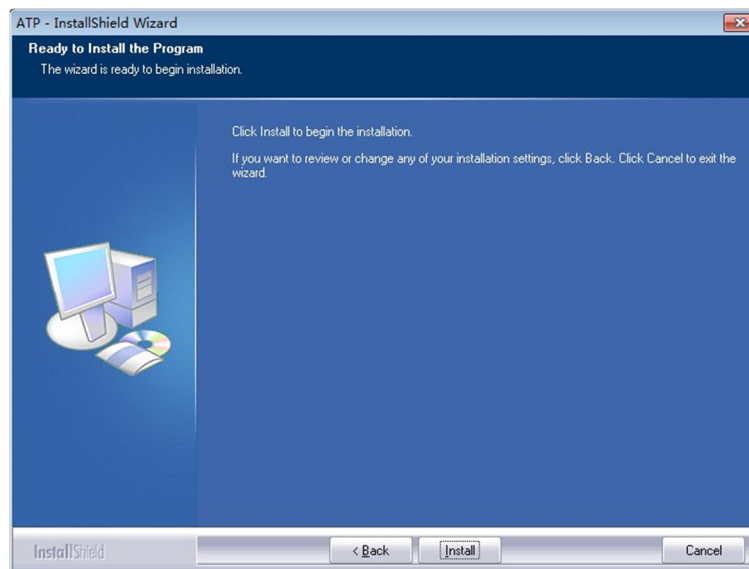 ATP - InstallShield Wizard
Ready to Install the Program
The wizard is ready to begin installation.
Click Install to begin the installation.
If you want to review or change any of your installation settings, click Back. Click Cancel to exit the
wizard.
InstallShield
< Back
Install
Cancel